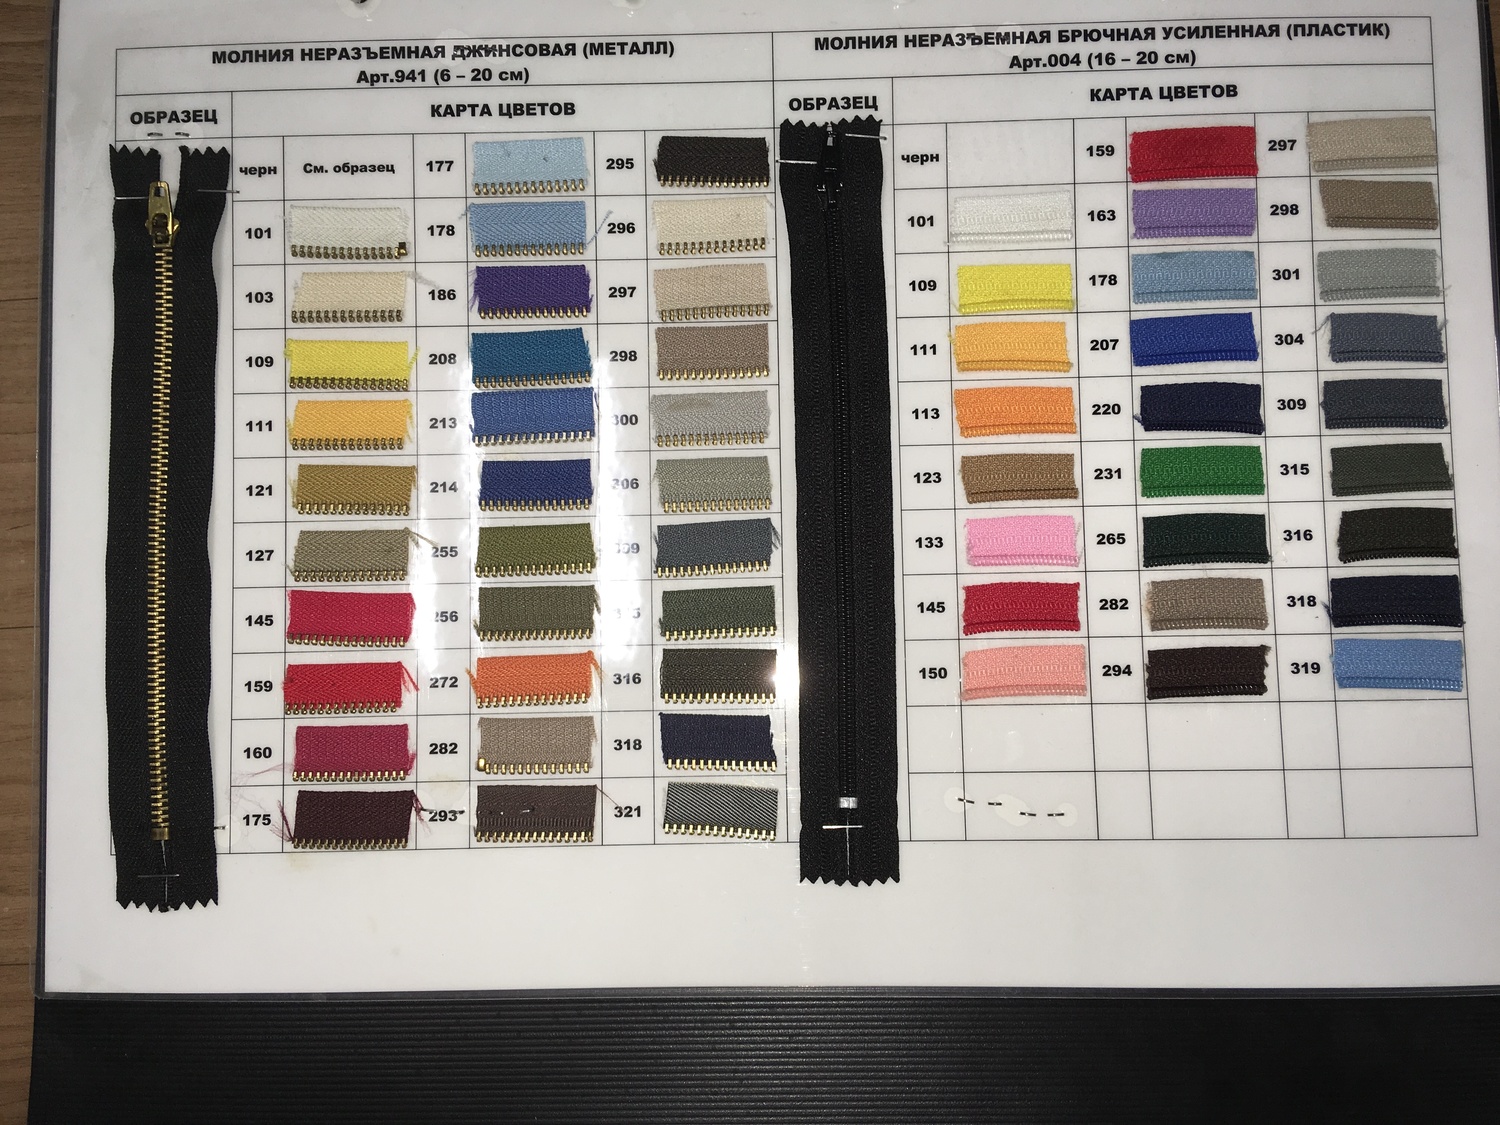 МОЛНИЯ НЕРАЗЪЕМНАЯ ДЖИНСОВАЯ (МЕТАЛЛ)
Арт.941 (6 – 20 см)
ОБРАЗЕЦ
КАРТА ЦВЕТОВ
черн См. образец 177 295
101 178 296
103 186 297
109 208 298
111 213 300
121 214 306
127 255 309
145 256 315
159 272 316
160 282 318
175 293 321
МОЛНИЯ НЕРАЗЪЕМНАЯ БРЮЧНАЯ УСИЛЕННАЯ (ПЛАСТИК)
Арт.004 (16 – 20 см)
ОБРАЗЕЦ
КАРТА ЦВЕТОВ
черн 159 297
101 163 298
109 178 301
111 207 304
113 220 309
123 231 315
133 265 316
145 282 318
150 294 319